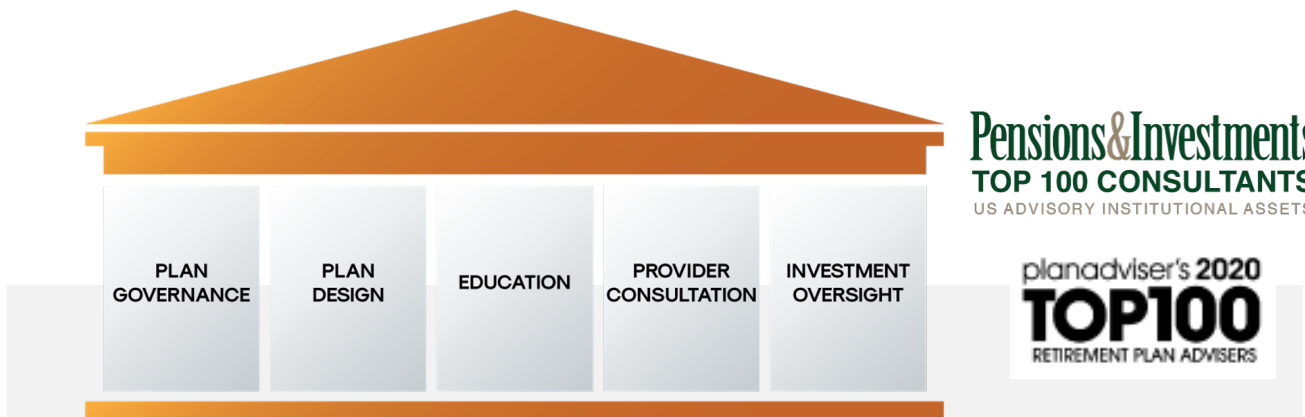 PLAN
GOVERNANCE
PLAN
DESIGN
EDUCATION
PROVIDER
CONSULTATION
INVESTMENT
OVERSIGHT
Pensions&Investments
TOP 100 CONSULTANTS
US ADVISORY INSTITUTIONAL ASSETS
planadviser's 2020
TOP100
RETIREMENT PLAN ADVISERS